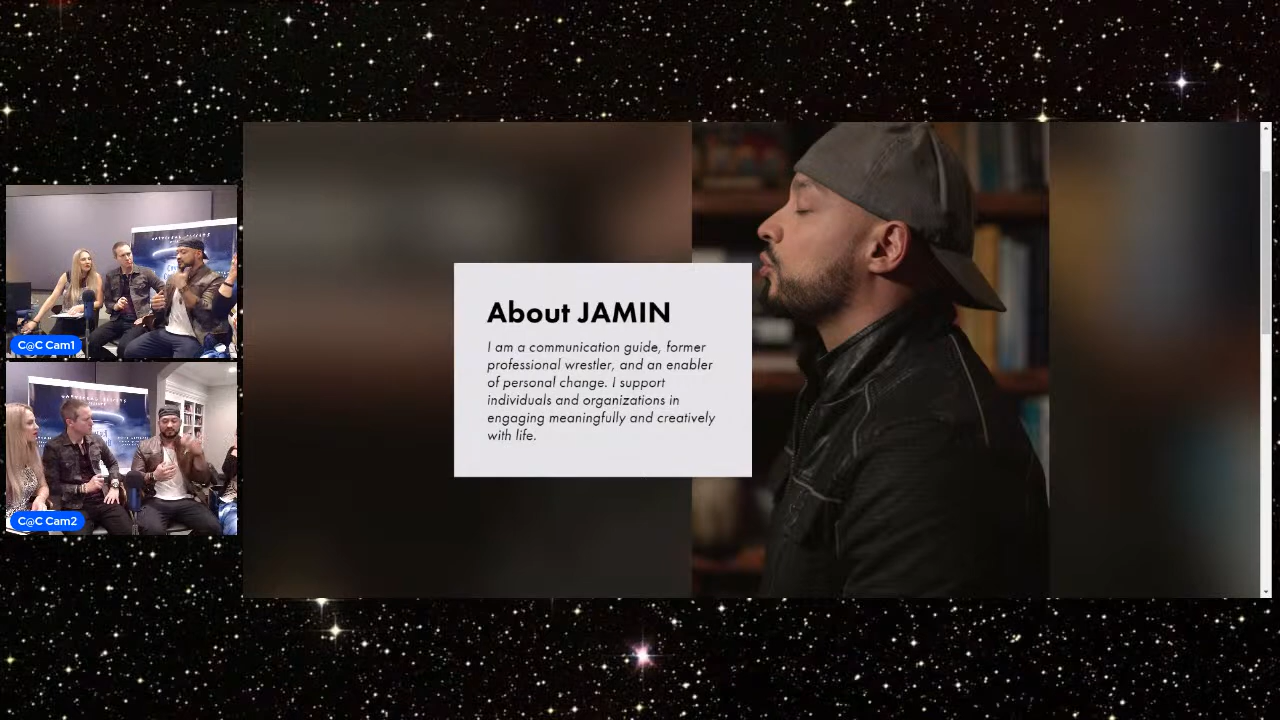 About JAMIN
I am a communication guide, former
professional wrestler, and an enabler
of personal change. I support
individuals and organizations in
engaging meaningfully and creatively
with life.
C@C Cam1
C@C Cam2